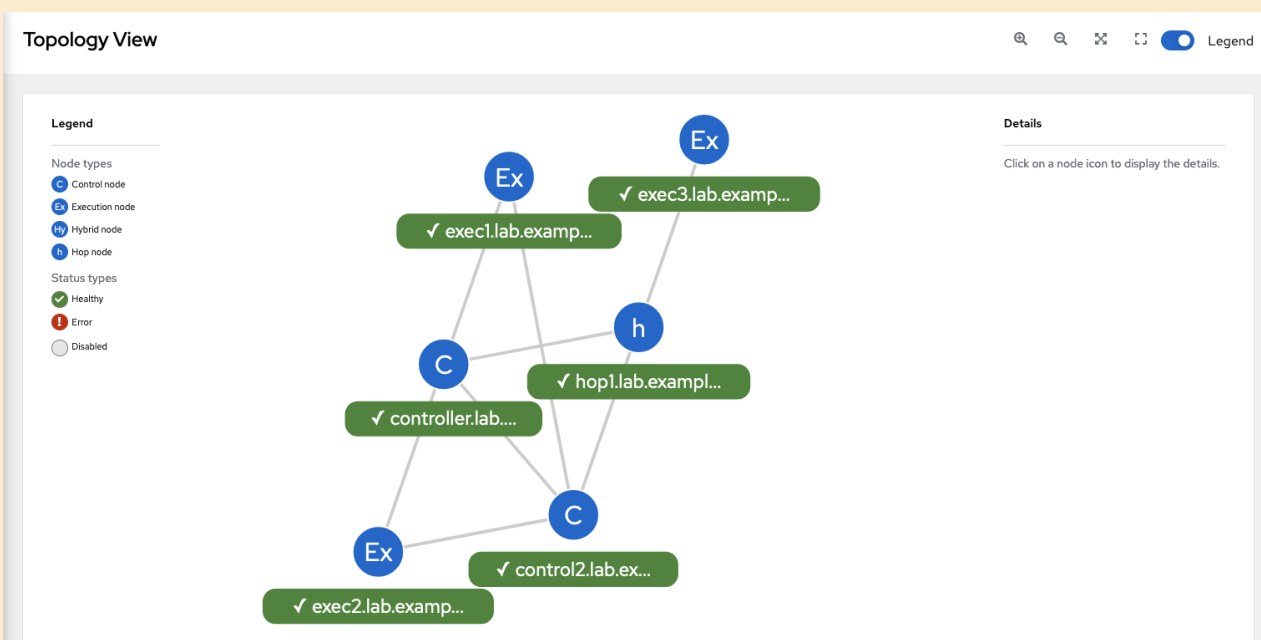 Topology View
Legend
Legend
Node types
C Control node
Ex Execution node
Hy Hybrid node
h Hop node
Status types
Healthy
! Error
Disabled
Ex
✓ exec3.lab.examp...
Ex
✓ exec1.lab.examp...
h
✓ hop1.lab.exampl...
C
✓ controller.lab....
C
✓ control2.lab.ex...
Ex
✓ exec2.lab.examp...
Details
Click on a node icon to display the details.